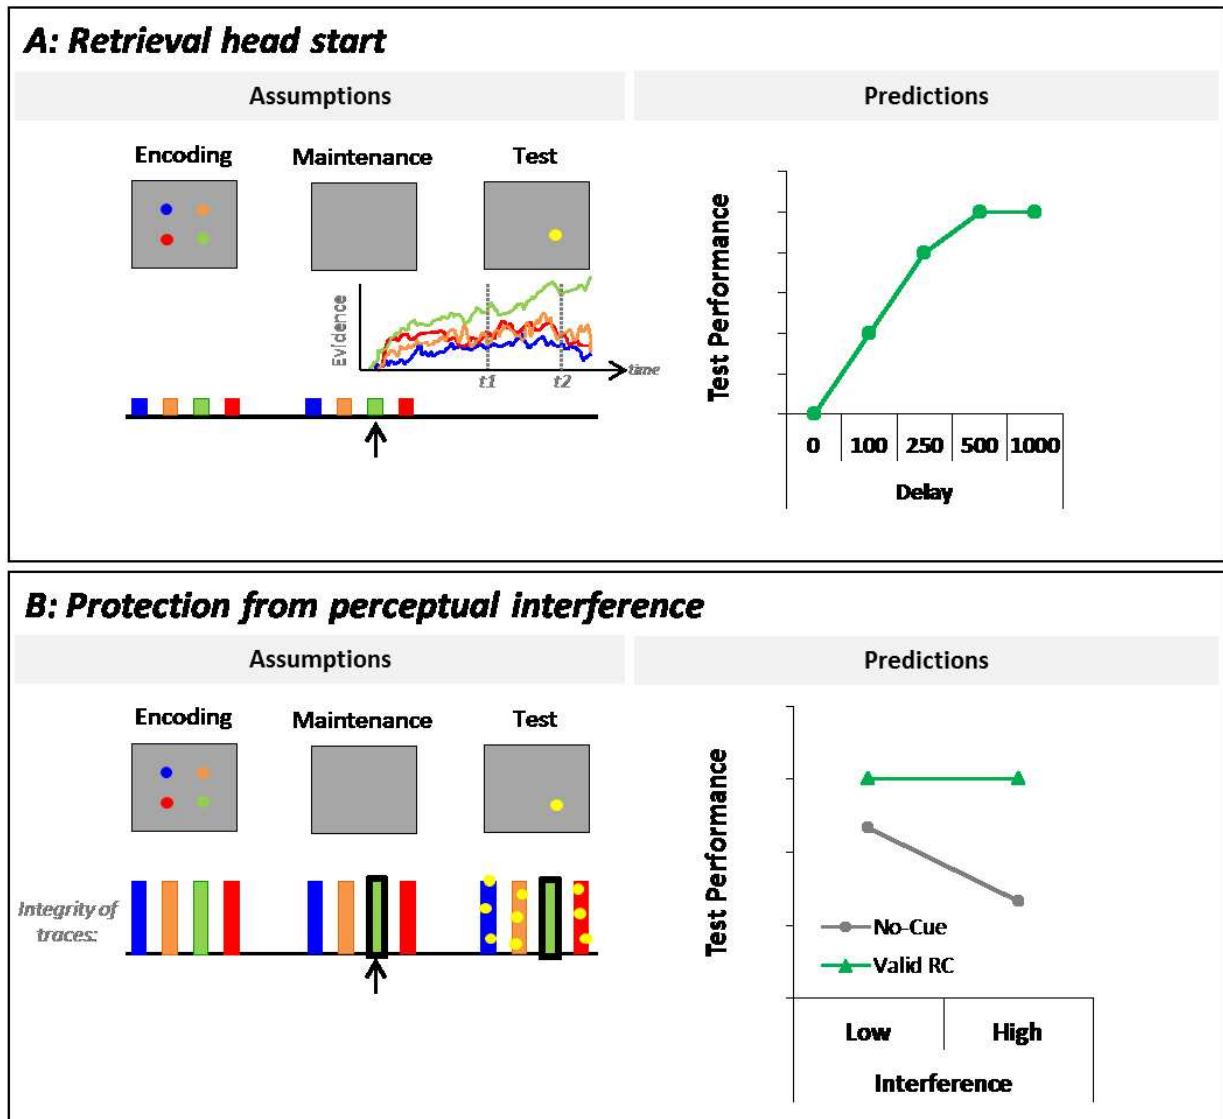 A: Retrieval head start
Assumptions
Predictions
Encoding
Maintenance
Test
Evidence
t1
t2
time
Test Performance
0
100
250
500
1000
Delay
B: Protection from perceptual interference
Assumptions
Predictions
Encoding
Maintenance
Test
Integrity of
traces:
Test Performance
No-Cue
Valid RC
Low
High
Interference